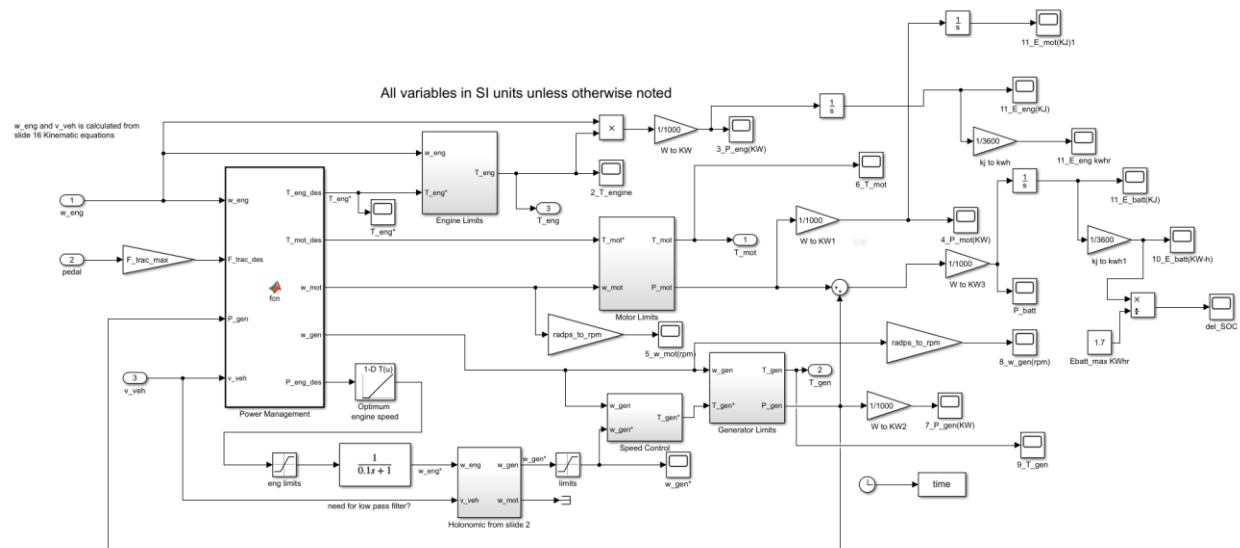 1
s
11_E_mot(KJ)1
All variables in SI units unless otherwise noted
1
s
11_E_eng(KJ)
w_eng and v_veh is calculated from
slide 16 Kinematic equations
×
1/1000
W to KW
3_P_eng(KW)
1/3600
kj to kwh
11_E_eng kwhr
w_eng
T_eng*
T_eng
Engine Limits
2_T_engine
6_T_mot
1
s
11_E_batt(KJ)
1
w_eng
w_eng
T_eng_des
T_eng*
T_eng*
3
T_eng
1/1000
W to KW1
4_P_mot(KW)
1/3600
kj to kwh1
10_E_batt(KW-h)
2
pedal
F_trac_max
F_trac_des
T_mot_des
T_mot*
T_mot
1
T_mot
fcn
w_mot
w_mot
P_mot
Motor Limits
+
+
1/1000
W to KW3
P_batt
×
÷
del_SOC
P_gen
w_gen
radps_to_rpm
5_w_mot(rpm)
radps_to_rpm
8_w_gen(rpm)
1.7
Ebatt_max KWHr
3
v_veh
v_veh
P_eng_des
Power Management
1-D T(u)
Optimum
engine speed
w_gen
T_gen*
T_gen
P_gen
Generator Limits
2
T_gen
w_gen
w_gen*
T_gen*
Speed Control
1/1000
W to KW2
7_P_gen(KW)
eng limits
1
0.1s + 1
w_eng*
w_eng
v_veh
w_gen
w_mot
w_gen*
limits
w_gen*
9_T_gen
need for low pass filter?
Holonomic from sliide 2
time